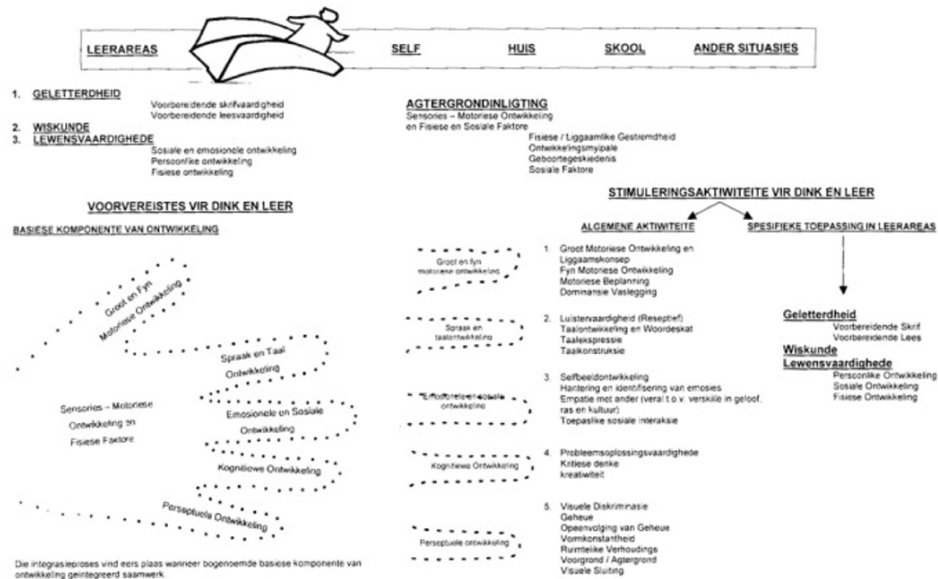 LEERAREAS SELF HUIS SKOOL ANDER SITUASIES
1. GELETTERDHEID
Voorbereidende skrifvaardigheid
Voorbereidende leesvaardigheid
2. WISKUNDE
3. LEWENSVAARDIGHEDE
Sosiale en emosionele ontwikkeling
Persoonlike ontwikkeling
Fisiese ontwikkeling
AGTERGRONDINLIGTING
Sensories – Motoriese Ontwikkeling
en Fisiese en Sosiale Faktore
Fisiese / Liggaamlike Gestremdheid
Ontwikkelingsmylpale
Geboortegeskiedenis
Sosiale Faktore
VOORVEREISTES VIR DINK EN LEER
BASIESE KOMPONENTE VAN ONTWIKKELING
Groot en Fyn
Motoriese Ontwikkeling
Spraak en Taal
Ontwikkeling
Sensories – Motoriese
Ontwikkeling en
Fisiese Faktore
Emosionele en Sosiale
Ontwikkeling
Kognitiewe Ontwikkeling
Perseptuele Ontwikkeling
Die integrasieproses vind eers plaas wanneer bogenoemde basiese komponente van
ontwikkeling geïntegreerd saamwerk.
STIMULERINGSAKTIWITEITE VIR DINK EN LEER
ALGEMENE AKTIWITEITE
Groot en fyn
motoriese ontwikkeling
1. Groot Motoriese Ontwikkeling en
Liggaamskonsep
Fyn Motoriese Ontwikkeling
Motoriese Beplanning
Dominansie Vaslegging
Spraak en
taalontwikkeling
2. Luistervaardigheid (Reseptief)
Taalontwikkeling en Woordeskat
Taalekspressie
Taalkonstruksie
Emosionele en sosiale
ontwikkeling
3. Selfbeeldontwikkeling
Hantering en identifisering van emosies
Empatie met ander (veral t.o.v. verskille in geloof,
ras en kultuur)
Toepaslike sosiale interaksie
Kognitiewe Ontwikkeling
4. Probleemsoplossingsvaardighede
Kritiese denke
kreatiwiteit
Perseptuele ontwikkeling
5. Visuele Diskriminasie
Geheue
Opeenvolging van Geheue
Vormkonstantheid
Ruimtelike Verhoudings
Voorgrond / Agtergrond
Visuele Sluiting
SPESIFIEKE TOEPASSING IN LEERAREAS
Geletterdheid
Voorbereidende Skrif
Voorbereidende Lees
Wiskunde
Lewensvaardighede
Persoonlike Ontwikkeling
Sosiale Ontwikkeling
Fisiese Ontwikkeling